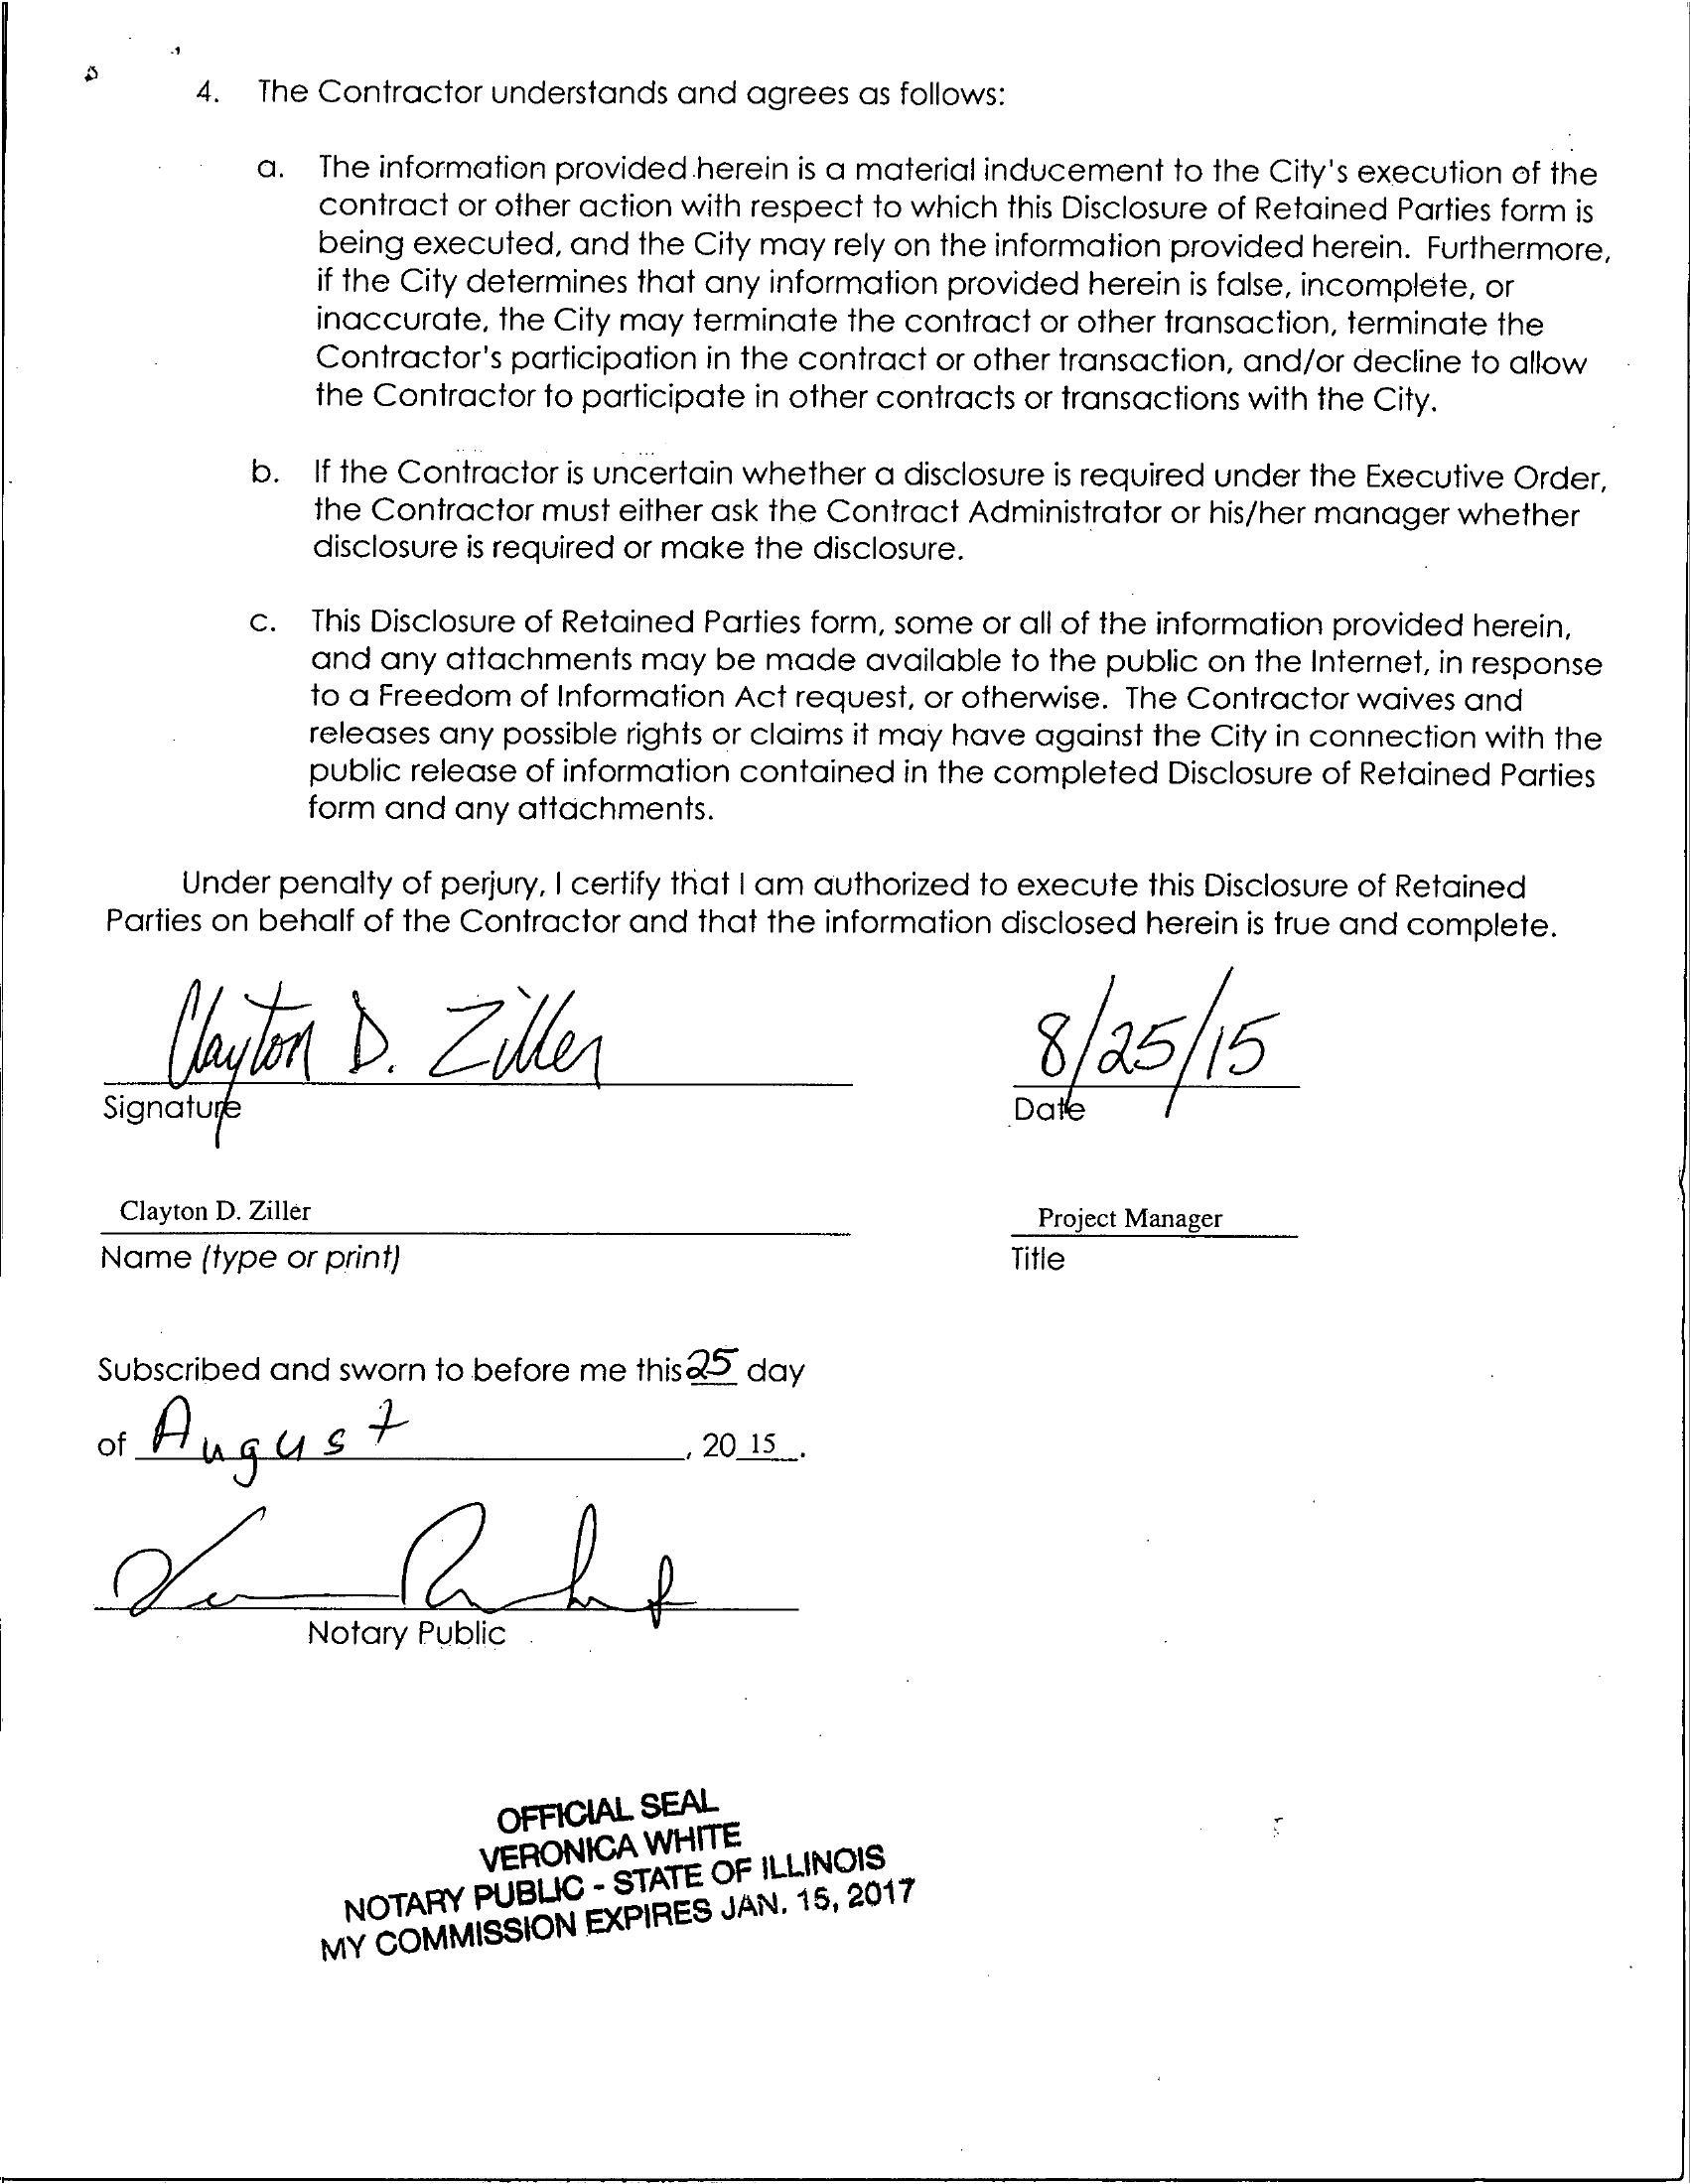 4. The Contractor understands and agrees as follows:
a. The information provided herein is a material inducement to the City's execution of the
contract or other action with respect to which this Disclosure of Retained Parties form is
being executed, and the City may rely on the information provided herein. Furthermore,
if the City determines that any information provided herein is false, incomplete, or
inaccurate, the City may terminate the contract or other transaction, terminate the
Contractor's participation in the contract or other transaction, and/or decline to allow
the Contractor to participate in other contracts or transactions with the City.
b. If the Contractor is uncertain whether a disclosure is required under the Executive Order,
the Contractor must either ask the Contract Administrator or his/her manager whether
disclosure is required or make the disclosure.
c. This Disclosure of Retained Parties form, some or all of the information provided herein,
and any attachments may be made available to the public on the Internet, in response
to a Freedom of Information Act request, or otherwise. The Contractor waives and
releases any possible rights or claims it may have against the City in connection with the
public release of information contained in the completed Disclosure of Retained Parties
form and any attachments.
Under penalty of perjury, I certify that I am authorized to execute this Disclosure of Retained
Parties on behalf of the Contractor and that the information disclosed herein is true and complete.
Clayton D. Ziller 8/25/15
Signature Date
Clayton D. Ziller Project Manager
Name (type or print) Title
Subscribed and sworn to before me this 25 day
of August, 20 15.
Notary Public
OFFICIAL SEAL
VERONICA WHITE
NOTARY PUBLIC - STATE OF ILLINOIS
MY COMMISSION EXPIRES JAN. 15, 2017